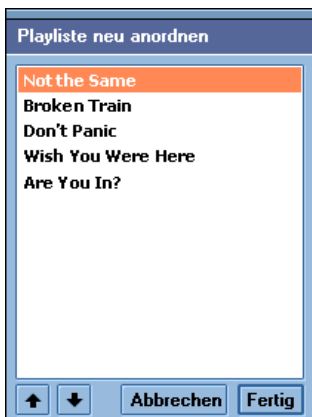 Playliste neu anordnen
Not the Same
Broken Train
Don't Panic
Wish You Were Here
Are You In?
Abbrechen Fertig